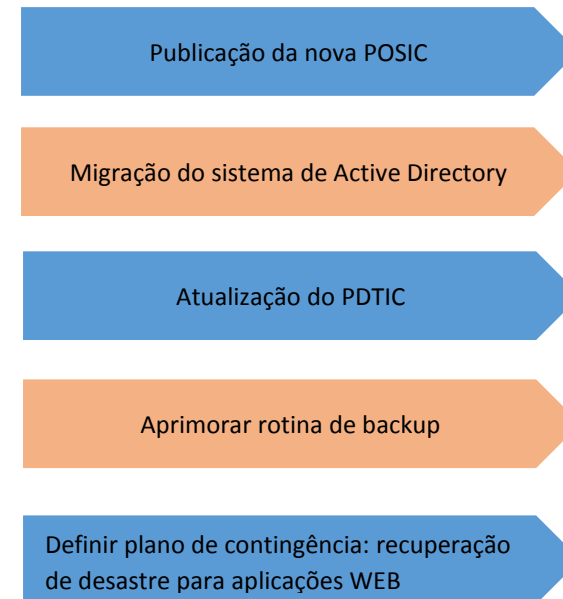 Publicação da nova POSIC
Migração do sistema de Active Directory
Atualização do PDTIC
Aprimorar rotina de backup
Definir plano de contingência: recuperação
de desastre para aplicações WEB